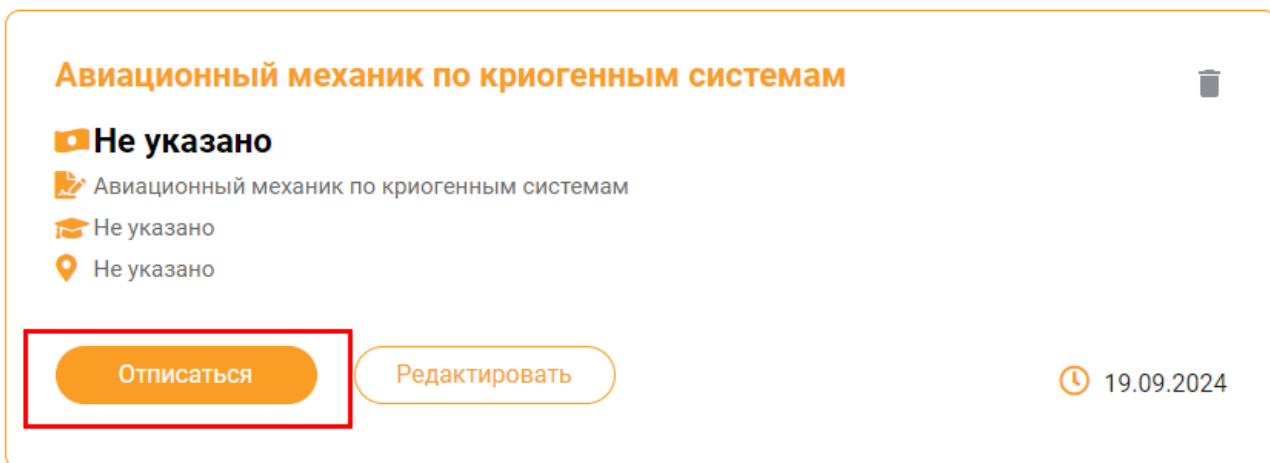 Авиационный механик по криогенным системам
Не указано
Авиационный механик по криогенным системам
Не указано
Не указано
Отписаться Редактировать 19.09.2024